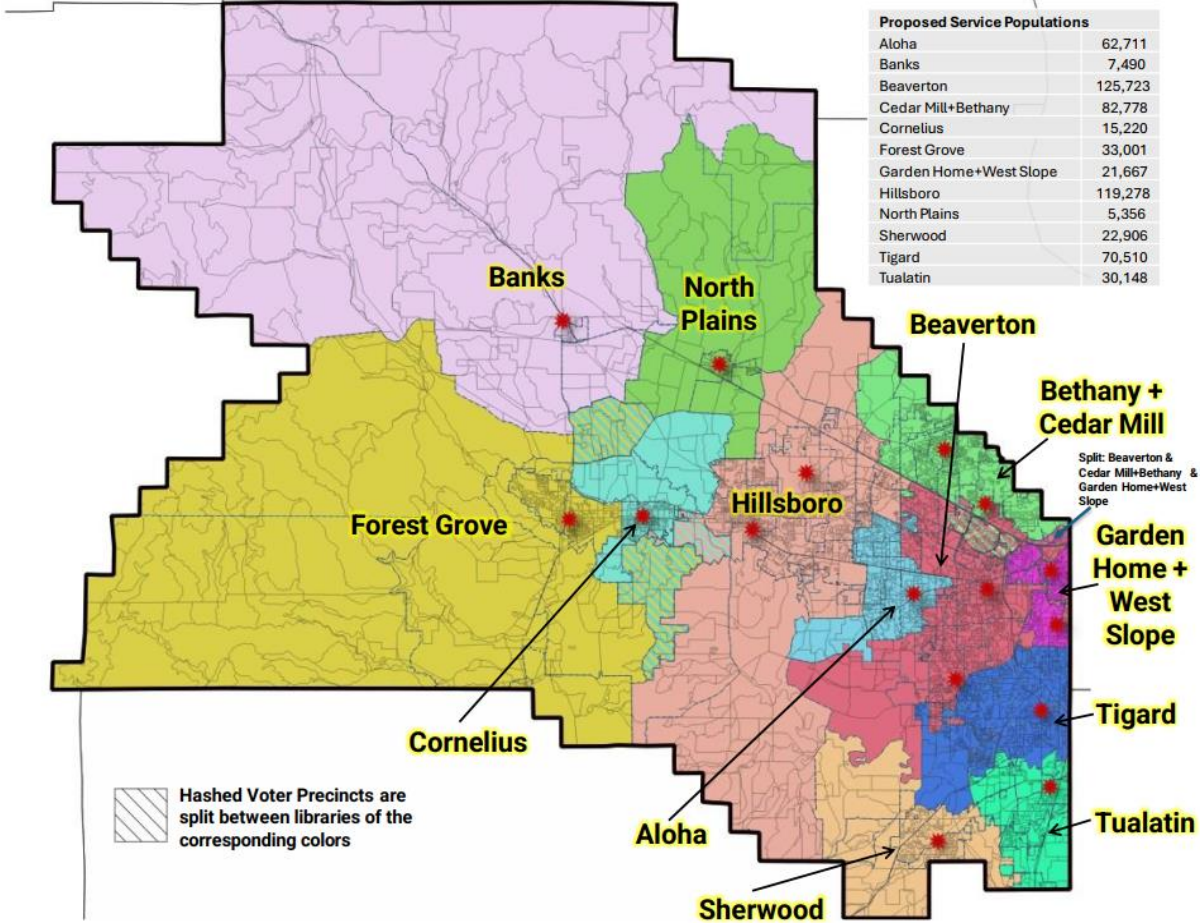 Proposed Service Populations
Aloha 62,711
Banks 7,490
Beaverton 125,723
Cedar Mill+Bethany 82,778
Cornelius 15,220
Forest Grove 33,001
Garden Home+West Slope 21,667
Hillsboro 119,278
North Plains 5,356
Sherwood 22,906
Tigard 70,510
Tualatin 30,148
Banks
North
Plains
Beaverton
Bethany +
Cedar Mill
Split: Beaverton &
Cedar Mill+Bethany &
Garden Home+West
Slope
Hillsboro
Forest Grove
Garden
Home +
West
Slope
Tigard
Cornelius
Hashed Voter Precincts are
split between libraries of the
corresponding colors
Aloha
Tualatin
Sherwood